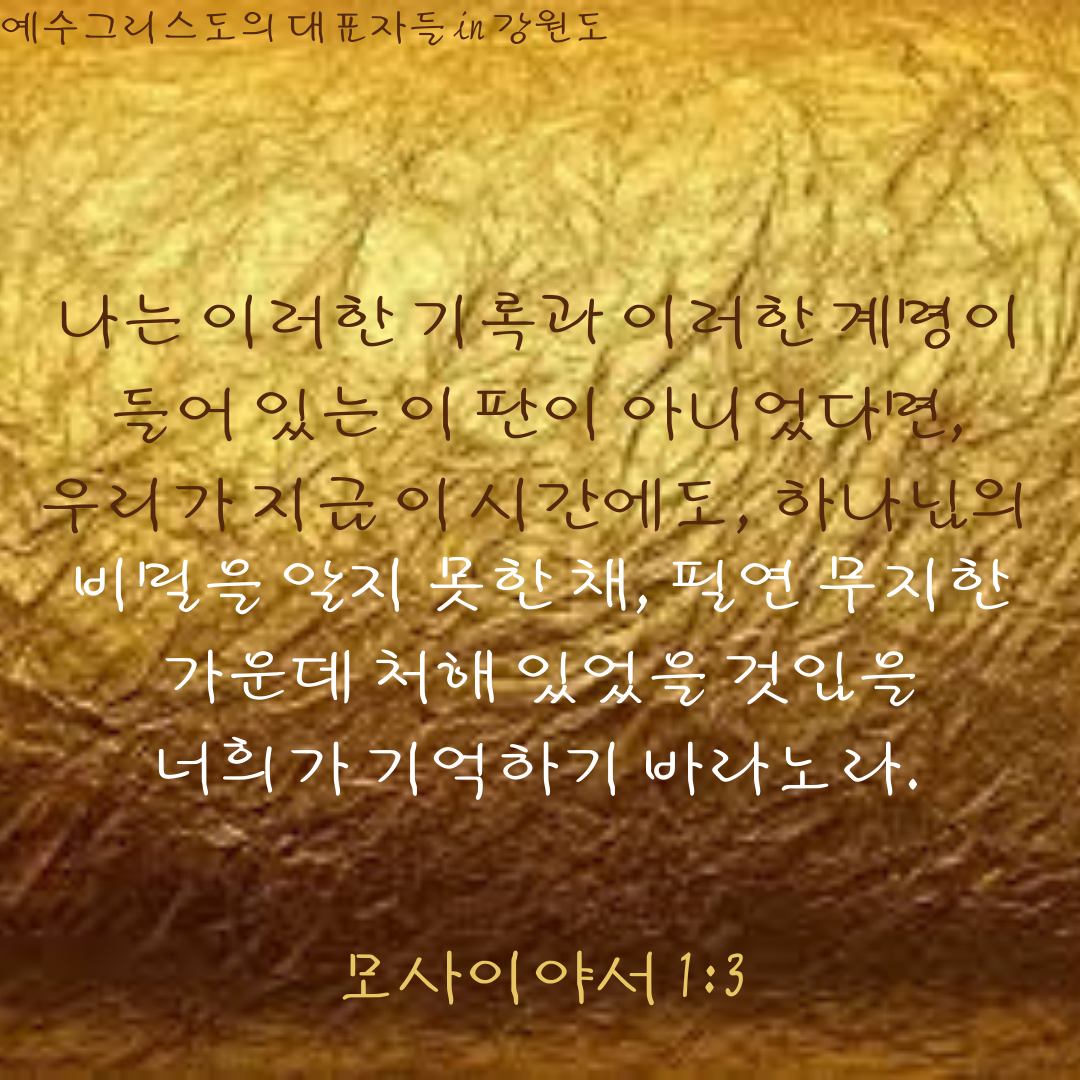 예수그리스도의 대표자들 in 강원도
나는 이러한 기록과 이러한 계명이
들어 있는 이 판이 아니었다면,
우리가 지금 이 시간에도, 하나님의
비밀을 알지 못한 채, 필연 무지한
가운데 처해 있었을 것임을
너희가 기억하기 바라노라.
모사이야서 1:3